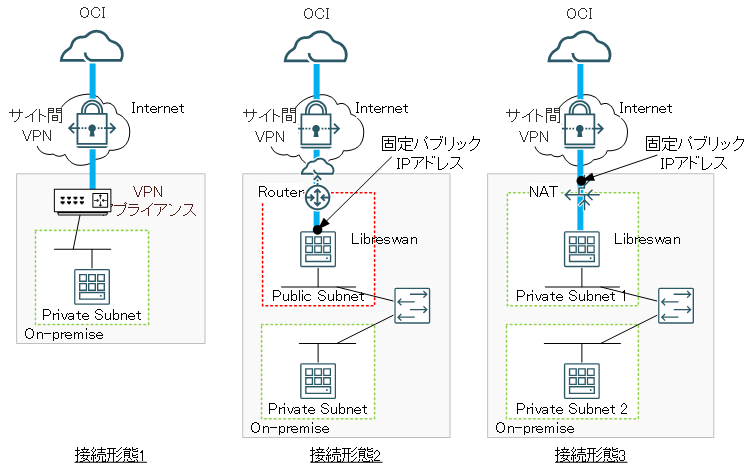 OCI
サイト間
VPN
Internet
VPN
プライアンス
Private Subnet
On-premise
接続形態1
OCI
サイト間
VPN
Internet
固定パブリック
IPアドレス
Router
Libreswan
Public Subnet
Private Subnet
On-premise
接続形態2
OCI
サイト間
VPN
Internet
固定パブリック
IPアドレス
NAT
Libreswan
Private Subnet 1
Private Subnet 2
On-premise
接続形態3